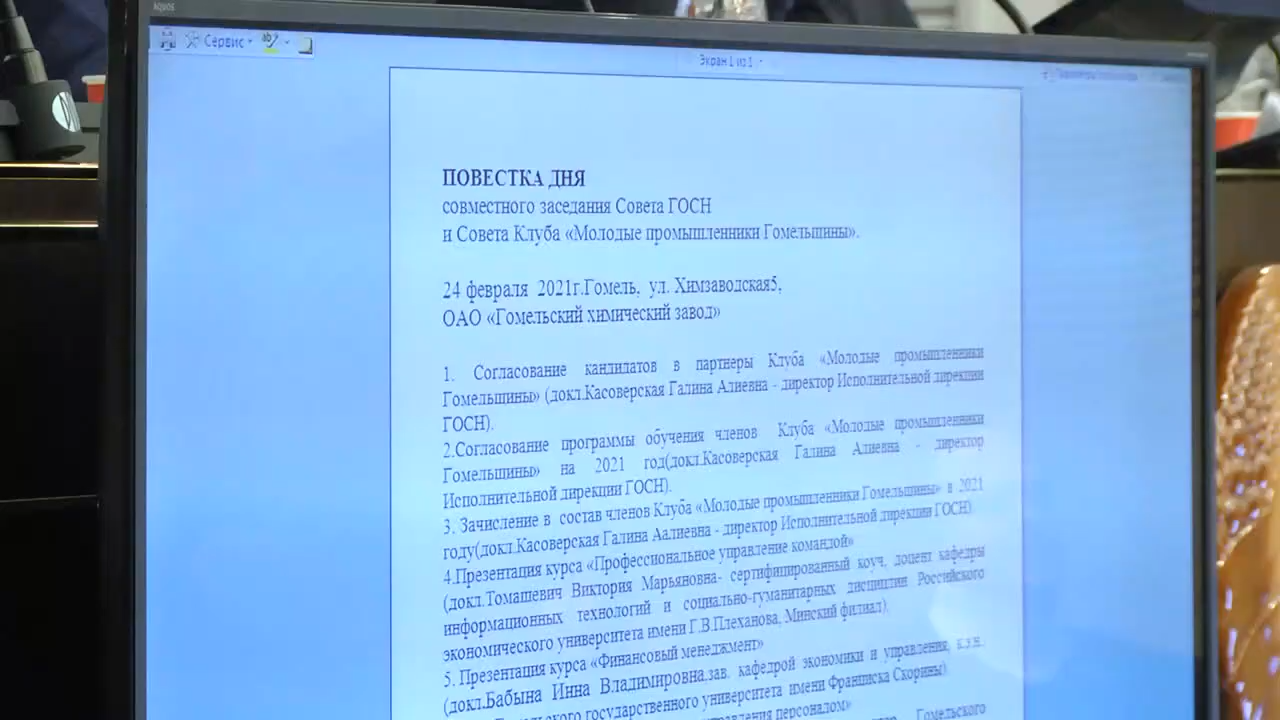 AQUOS
Сервис
Экран 1 из 1
ПОВЕСТКА ДНЯ
совместного заседания Совета ГОСН
и Совета Клуба «Молодые промышленники Гомельщины».
24 февраля 2021г.Гомель, ул. Химзаводская5,
ОАО «Гомельский химический завод»
1. Согласование кандидатов в партнеры Клуба «Молодые промышленники
Гомельщины» (докл.Касоверская Галина Алиевна - директор Исполнительной дирекции
ГОСН).
2.Согласование программы обучения членов Клуба «Молодые промышленники
Гомельщины» на 2021 год(докл.Касоверская Галина Алиевна - директор
Исполнительной дирекции ГОСН).
3. Зачисление в состав членов Клуба «Молодые промышленники Гомельщины» в 2021
году(докл.Касоверская Галина Аалиевна - директор Исполнительной дирекции ГОСН).
4.Презентация курса «Профессиональное управление командой»
(докл.Томашевич Виктория Марьяновна- сертифицированный коуч, доцент кафедры
информационных технологий и социально-гуманитарных дисциплин Российского
экономического университета имени Г.В.Плеханова, Минский филиал).
5. Презентация курса «Финансовый менеджмент»
(докл.Бабына Инна Владимировна.зав. кафедрой экономики и управления, к.э.н.
государственного университета имени Франциска Скорины)
управления персоналом»
Гомельского